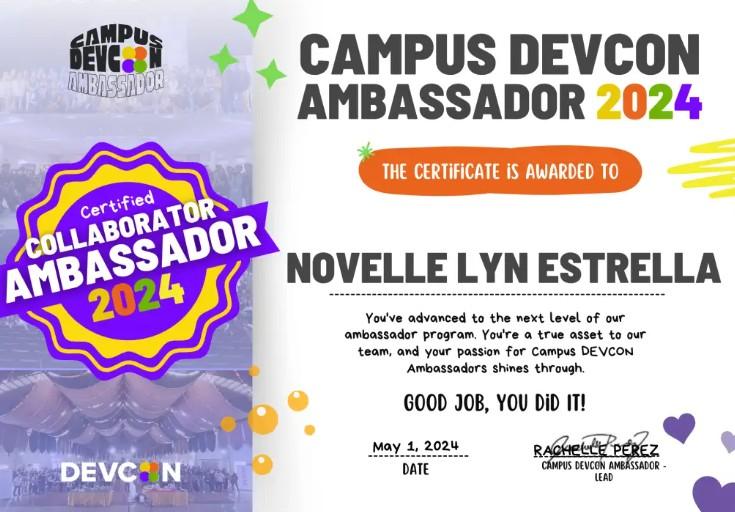 CAMPUS
DEVCON
AMBASSADOR
CAMPUS DEVCON
AMBASSADOR 2024
THE CERTIFICATE IS AWARDED TO
Certified
COLLABORATOR
AMBASSADOR
2024
NOVELLE LYN ESTRELLA
You've advanced to the next level of our
ambassador program. You're a true asset to our
team, and your passion for Campus DEVCON
Ambassadors shines through.
GOOD JOB, YOU DID IT!
May 1, 2024
DATE
RACHELLE PEREZ
CAMPUS DEVCON AMBASSADOR -
LEAD
DEVCON